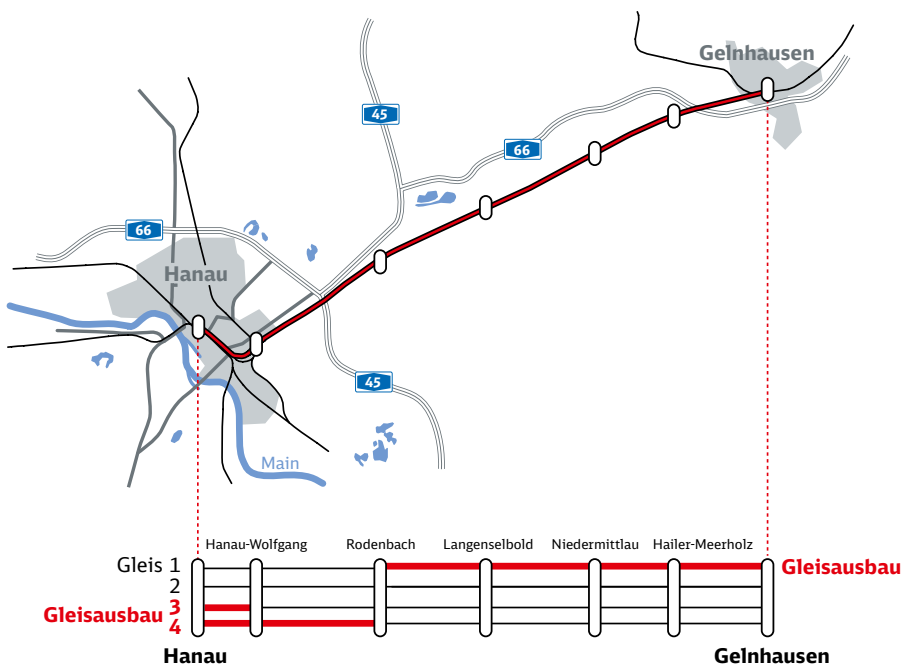 Gelnhausen
45
66
66
Hanau
45
Main
Hanau-Wolfgang
Rodenbach
Langenselbold
Niedermittlau
Hailer-Meerholz
Gleis 1
Gleisausbau
2
3
Gleisausbau
4
Hanau
Gelnhausen